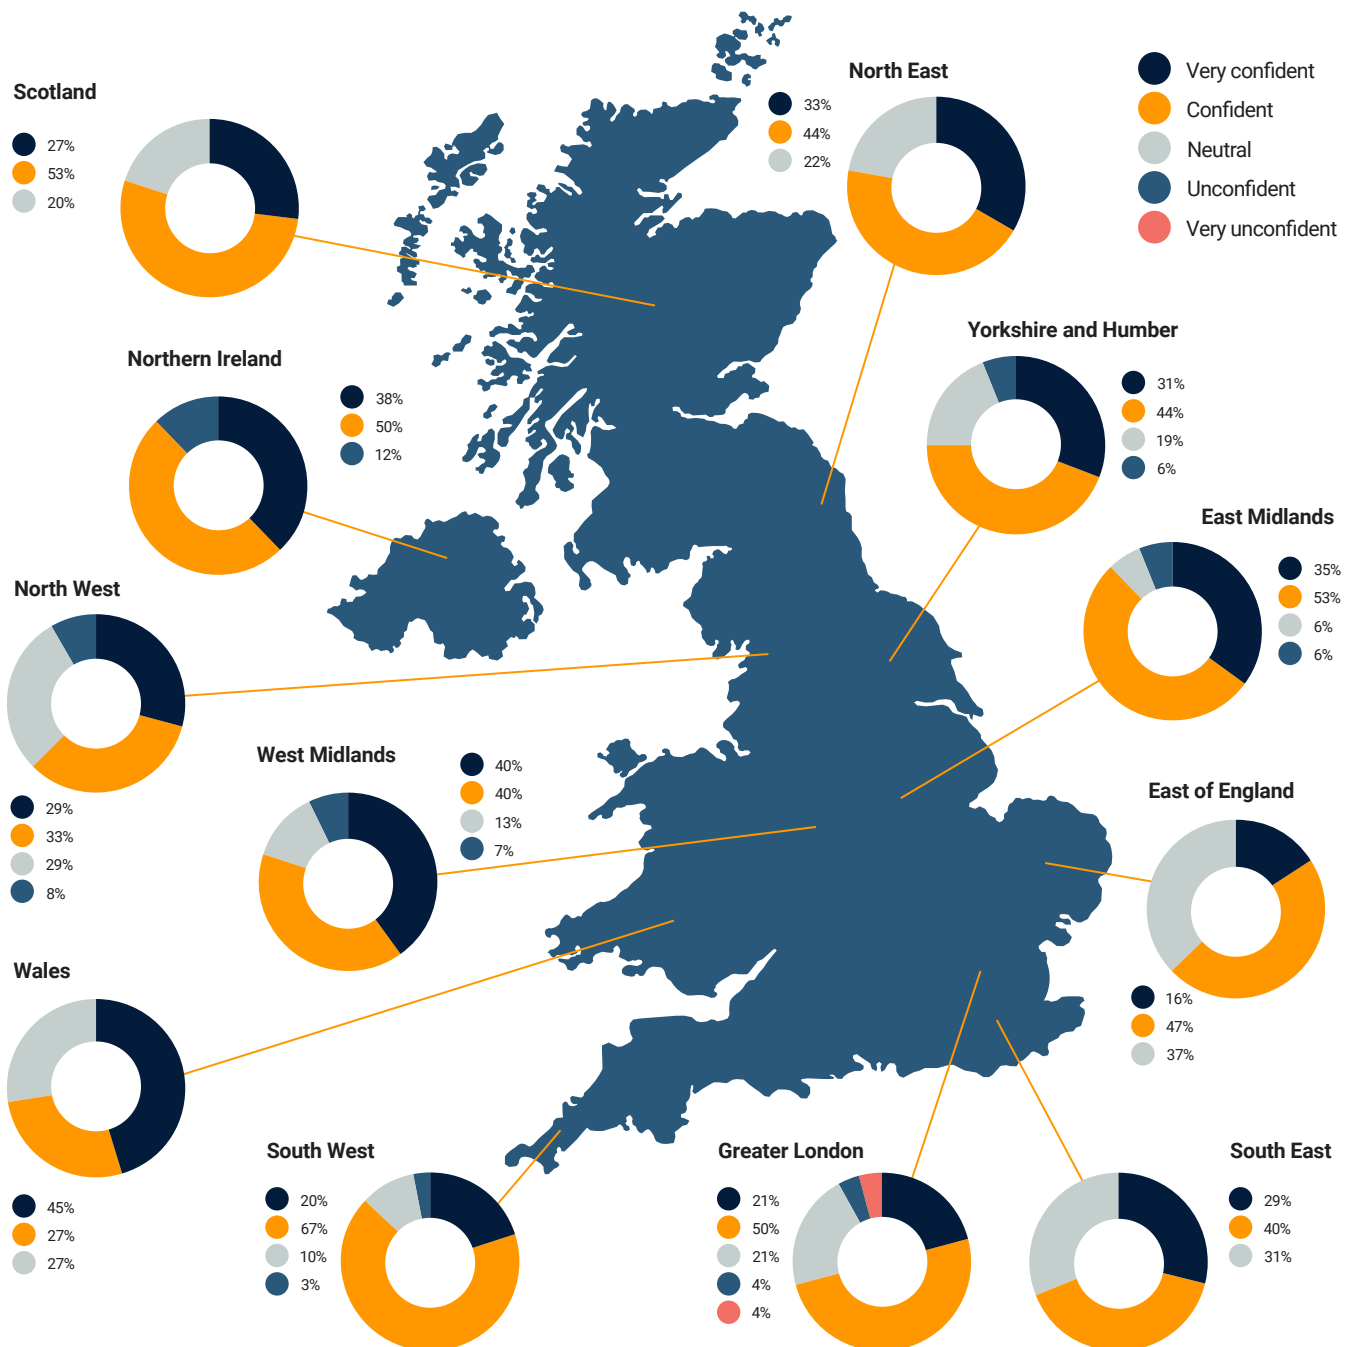 North East
33%
44%
22%
Very confident
Confident
Neutral
Unconfident
Very unconfident
Scotland
27%
53%
20%
Yorkshire and Humber
31%
44%
19%
6%
Northern Ireland
38%
50%
12%
East Midlands
35%
53%
6%
6%
North West
29%
33%
29%
8%
West Midlands
40%
40%
13%
7%
East of England
16%
47%
37%
Wales
45%
27%
27%
South West
20%
67%
10%
3%
Greater London
21%
50%
21%
4%
4%
South East
29%
40%
31%